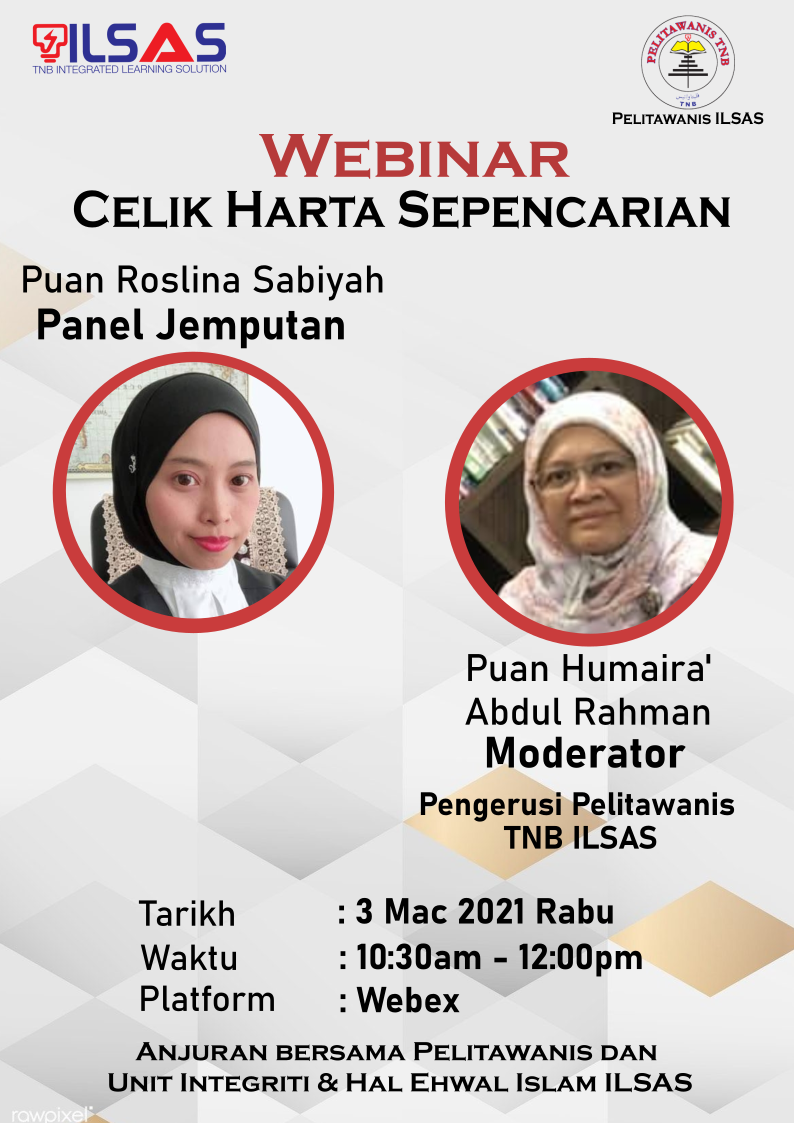 ILSAS
TNB INTEGRATED LEARNING SOLUTION
PELITAWANIS TNB
TNB
PELITAWANIS ILSAS
WEBINAR
CELIK HARTA SEPENCARIAN
Puan Roslina Sabiyah
Panel Jemputan
Puan Humaira'
Abdul Rahman
Moderator
Pengerusi Pelitawanis
TNB ILSAS
Tarikh : 3 Mac 2021 Rabu
Waktu : 10:30am - 12:00pm
Platform : Webex
ANJURAN BERSAMA PELITAWANIS DAN
UNIT INTEGRITI & HAL EHWAL ISLAM ILSAS
rawpixel